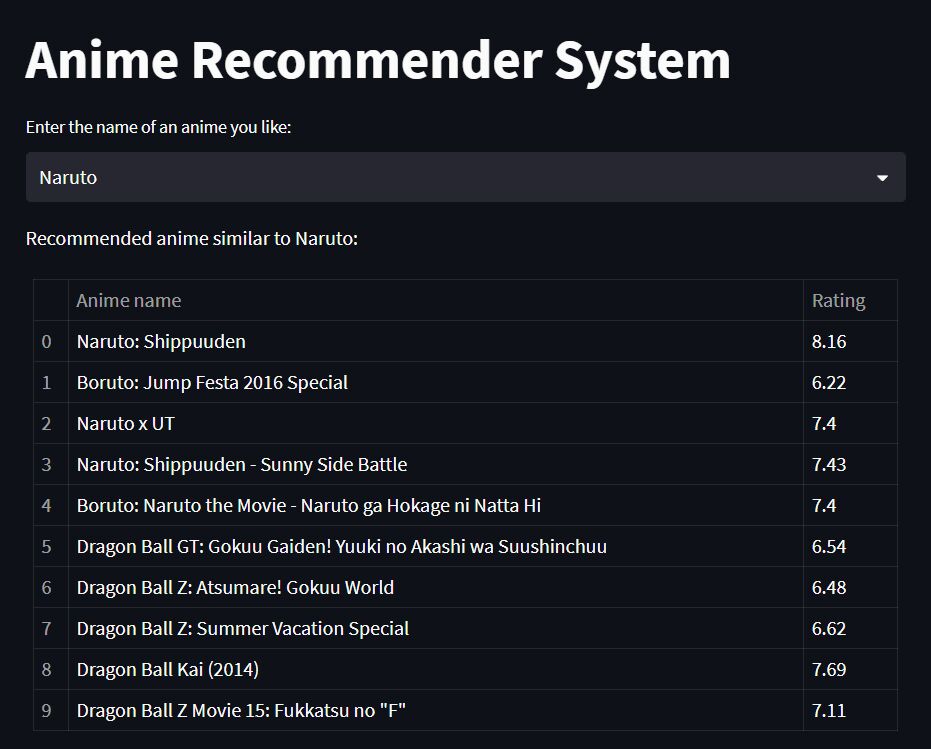 Anime Recommender System
Enter the name of an anime you like:
Naruto
Recommended anime similar to Naruto:
Anime name Rating
0 Naruto: Shippuuden 8.16
1 Boruto: Jump Festa 2016 Special 6.22
2 Naruto x UT 7.4
3 Naruto: Shippuuden - Sunny Side Battle 7.43
4 Boruto: Naruto the Movie - Naruto ga Hokage ni Natta Hi 7.4
5 Dragon Ball GT: Gokuu Gaiden! Yuuki no Akashi wa Suushinchuu 6.54
6 Dragon Ball Z: Atsumare! Gokuu World 6.48
7 Dragon Ball Z: Summer Vacation Special 6.62
8 Dragon Ball Kai (2014) 7.69
9 Dragon Ball Z Movie 15: Fukkatsu no "F" 7.11